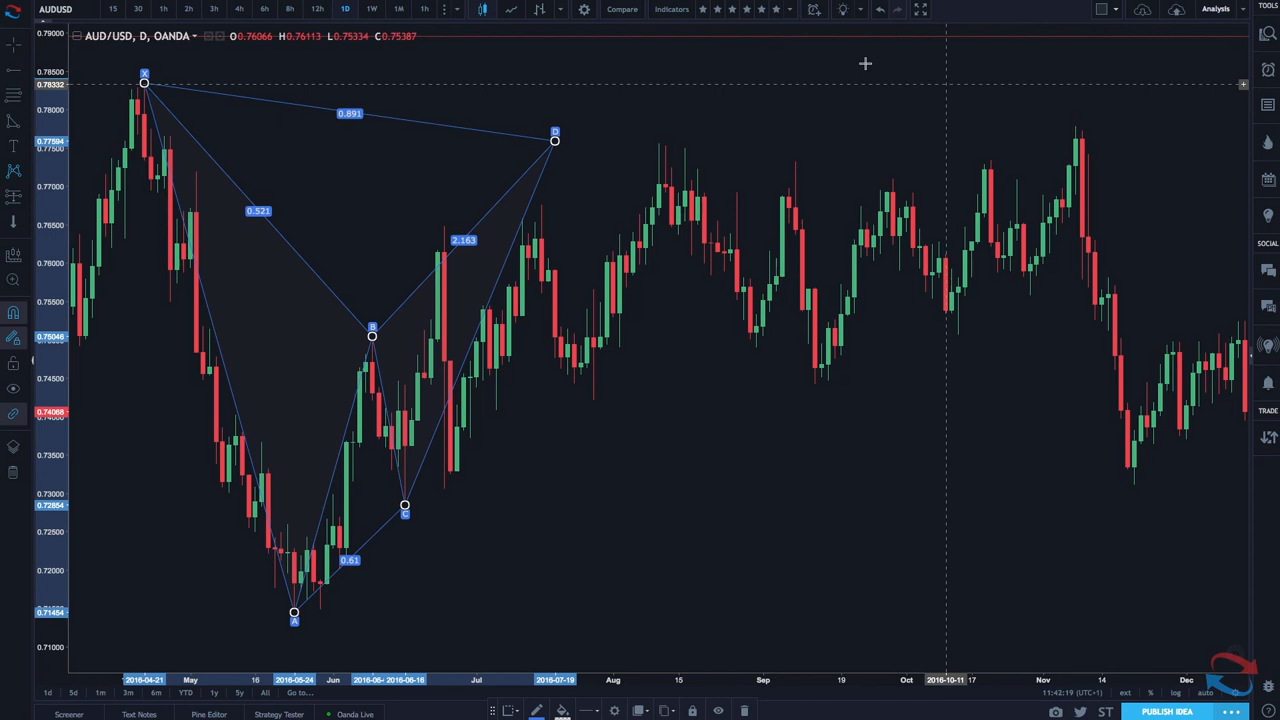 AUDUSD 15 30 1h 2h 3h 4h 6h 8h 12h 1D 1W 1M 1h Compare Indicators Analysis TOOLS
AUD/USD, D, OANDA O0.76066 H0.76113 L0.75334 C0.75387
0.79000
0.78500
0.78332
0.78000
0.77594
0.77500
0.77000
0.76500
0.76000
0.75500
0.75046
0.74500
0.74068
0.74000
0.73500
0.73000
0.72854
0.72500
0.72000
0.71454
0.71000
X
0.891
D
0.521
2.163
B
C
0.61
A
SOCIAL
TRADE
2016-04-21 May 16 2016-05-24 Jun 2016-06- 2016-06-16 Jul 2016-07-19 Aug 15 Sep 19 Oct 2016-10-11 17 Nov 14 Dec
1d 5d 1m 3m 6m YTD 1y 5y All Go to... 11:42:19 (UTC+1) ext % log auto
Screener Text Notes Pine Editor Strategy Tester Oanda Live ST PUBLISH IDEA